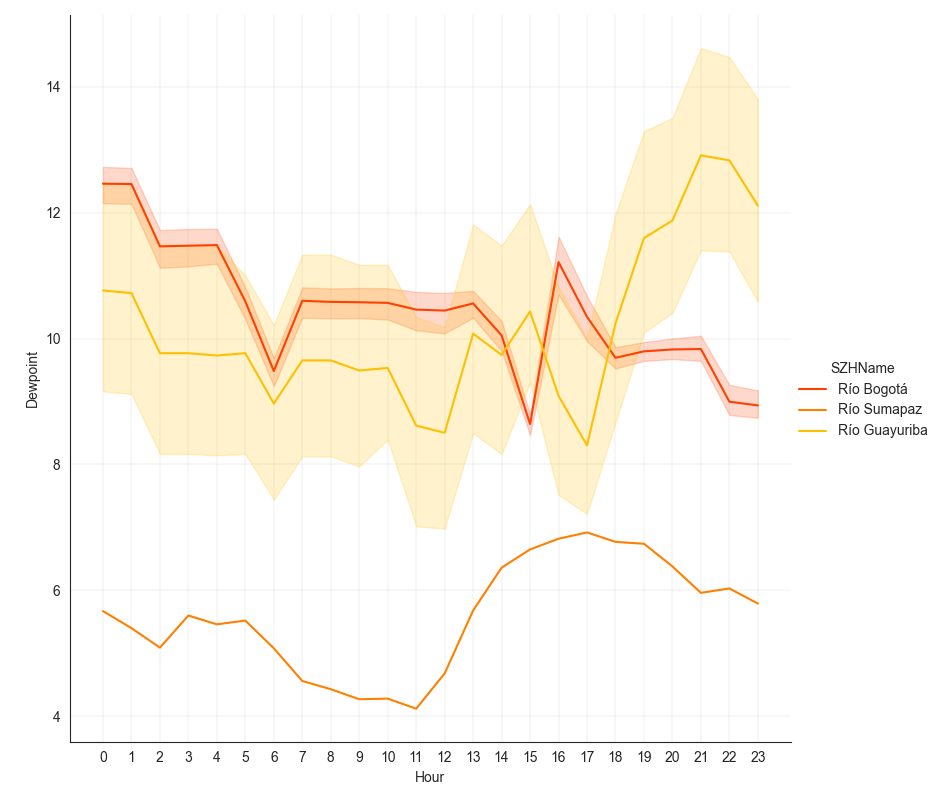 14
12
10
8
6
4
Dewpoint
0 1 2 3 4 5 6 7 8 9 10 11 12 13 14 15 16 17 18 19 20 21 22 23
Hour
SZHName
Río Bogotá
Río Sumapaz
Río Guayuriba